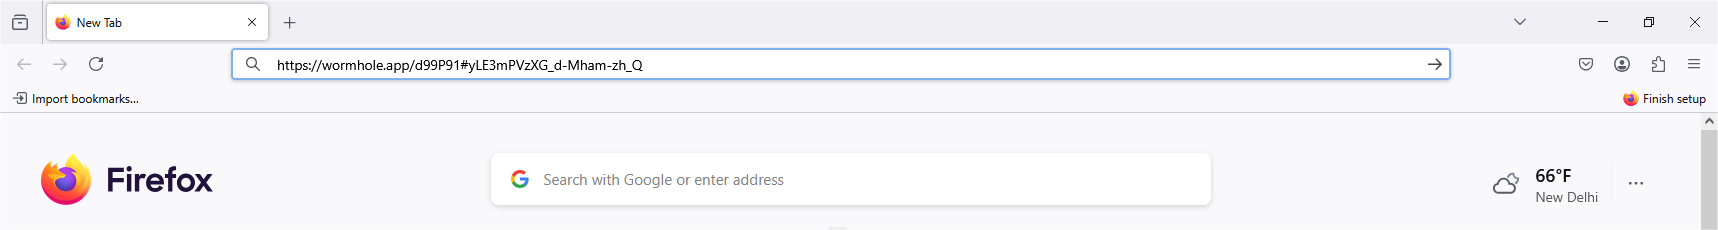 New Tab
https://wormhole.app/d99P91#yLE3mPVzXG_d-Mham-zh_Q
Import bookmarks...
Finish setup
Firefox
Search with Google or enter address
66°F
New Delhi